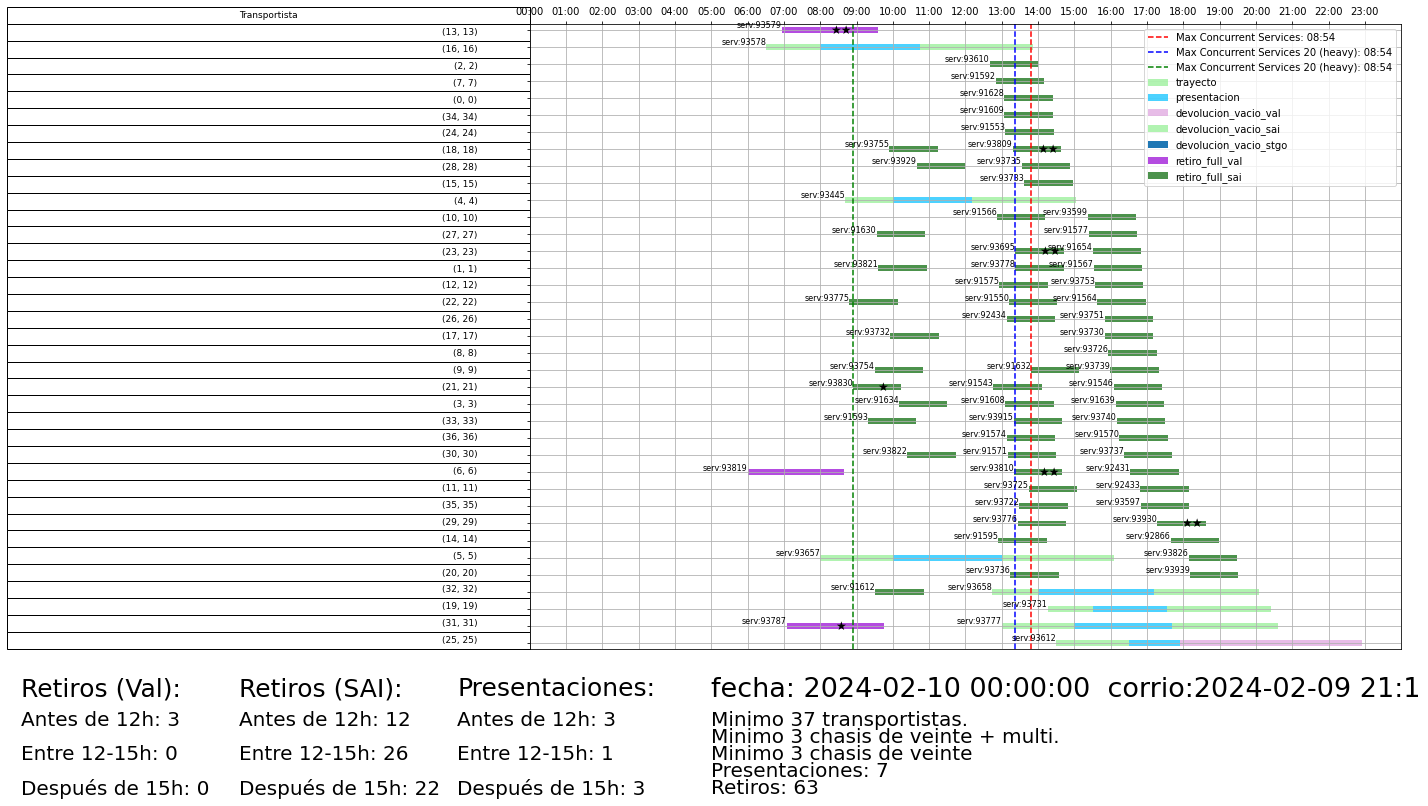 Transportista
00:00 01:00 02:00 03:00 04:00 05:00 06:00 07:00 08:00 09:00 10:00 11:00 12:00 13:00 14:00 15:00 16:00 17:00 18:00 19:00 20:00 21:00 22:00 23:00
Max Concurrent Services: 08:54
Max Concurrent Services 20 (heavy): 08:54
Max Concurrent Services 20 (heavy): 08:54
trayecto
presentacion
devolucion_vacio_val
devolucion_vacio_sai
devolucion_vacio_stgo
retiro_full_val
retiro_full_sai
(13, 13) serv:93579
(16, 16) serv:93578
(2, 2) serv:93610
(7, 7) serv:91592
(0, 0) serv:91628
(34, 34) serv:91609
(24, 24) serv:91553
(18, 18) serv:93755 serv:93809
(28, 28) serv:93929 serv:93735
(15, 15) serv:93783
(4, 4) serv:93445
(10, 10) serv:91566 serv:93599
(27, 27) serv:91630 serv:91577
(23, 23) serv:93695 serv:91654
(1, 1) serv:93821 serv:93778 serv:91567
(12, 12) serv:91575 serv:93753
(22, 22) serv:93775 serv:91550 serv:91564
(26, 26) serv:92434 serv:93751
(17, 17) serv:93732 serv:93730
(8, 8) serv:93726
(9, 9) serv:93754 serv:91632 serv:93739
(21, 21) serv:93830 serv:91543 serv:91546
(3, 3) serv:91634 serv:91608 serv:91639
(33, 33) serv:91593 serv:93915 serv:93740
(36, 36) serv:91574 serv:91570
(30, 30) serv:93822 serv:91571 serv:93737
(6, 6) serv:93819 serv:93810 serv:92431
(11, 11) serv:93725 serv:92433
(35, 35) serv:93722 serv:93597
(29, 29) serv:93776 serv:93930
(14, 14) serv:91595 serv:92866
(5, 5) serv:93657 serv:93826
(20, 20) serv:93736 serv:93939
(32, 32) serv:91612 serv:93658
(19, 19) serv:93731
(31, 31) serv:93787 serv:93777
(25, 25) serv:93612
Retiros (Val):
Antes de 12h: 3
Entre 12-15h: 0
Después de 15h: 0
Retiros (SAI):
Antes de 12h: 12
Entre 12-15h: 26
Después de 15h: 22
Presentaciones:
Antes de 12h: 3
Entre 12-15h: 1
Después de 15h: 3
fecha: 2024-02-10 00:00:00 corrio:2024-02-09 21:1
Minimo 37 transportistas.
Minimo 3 chasis de veinte + multi.
Minimo 3 chasis de veinte
Presentaciones: 7
Retiros: 63